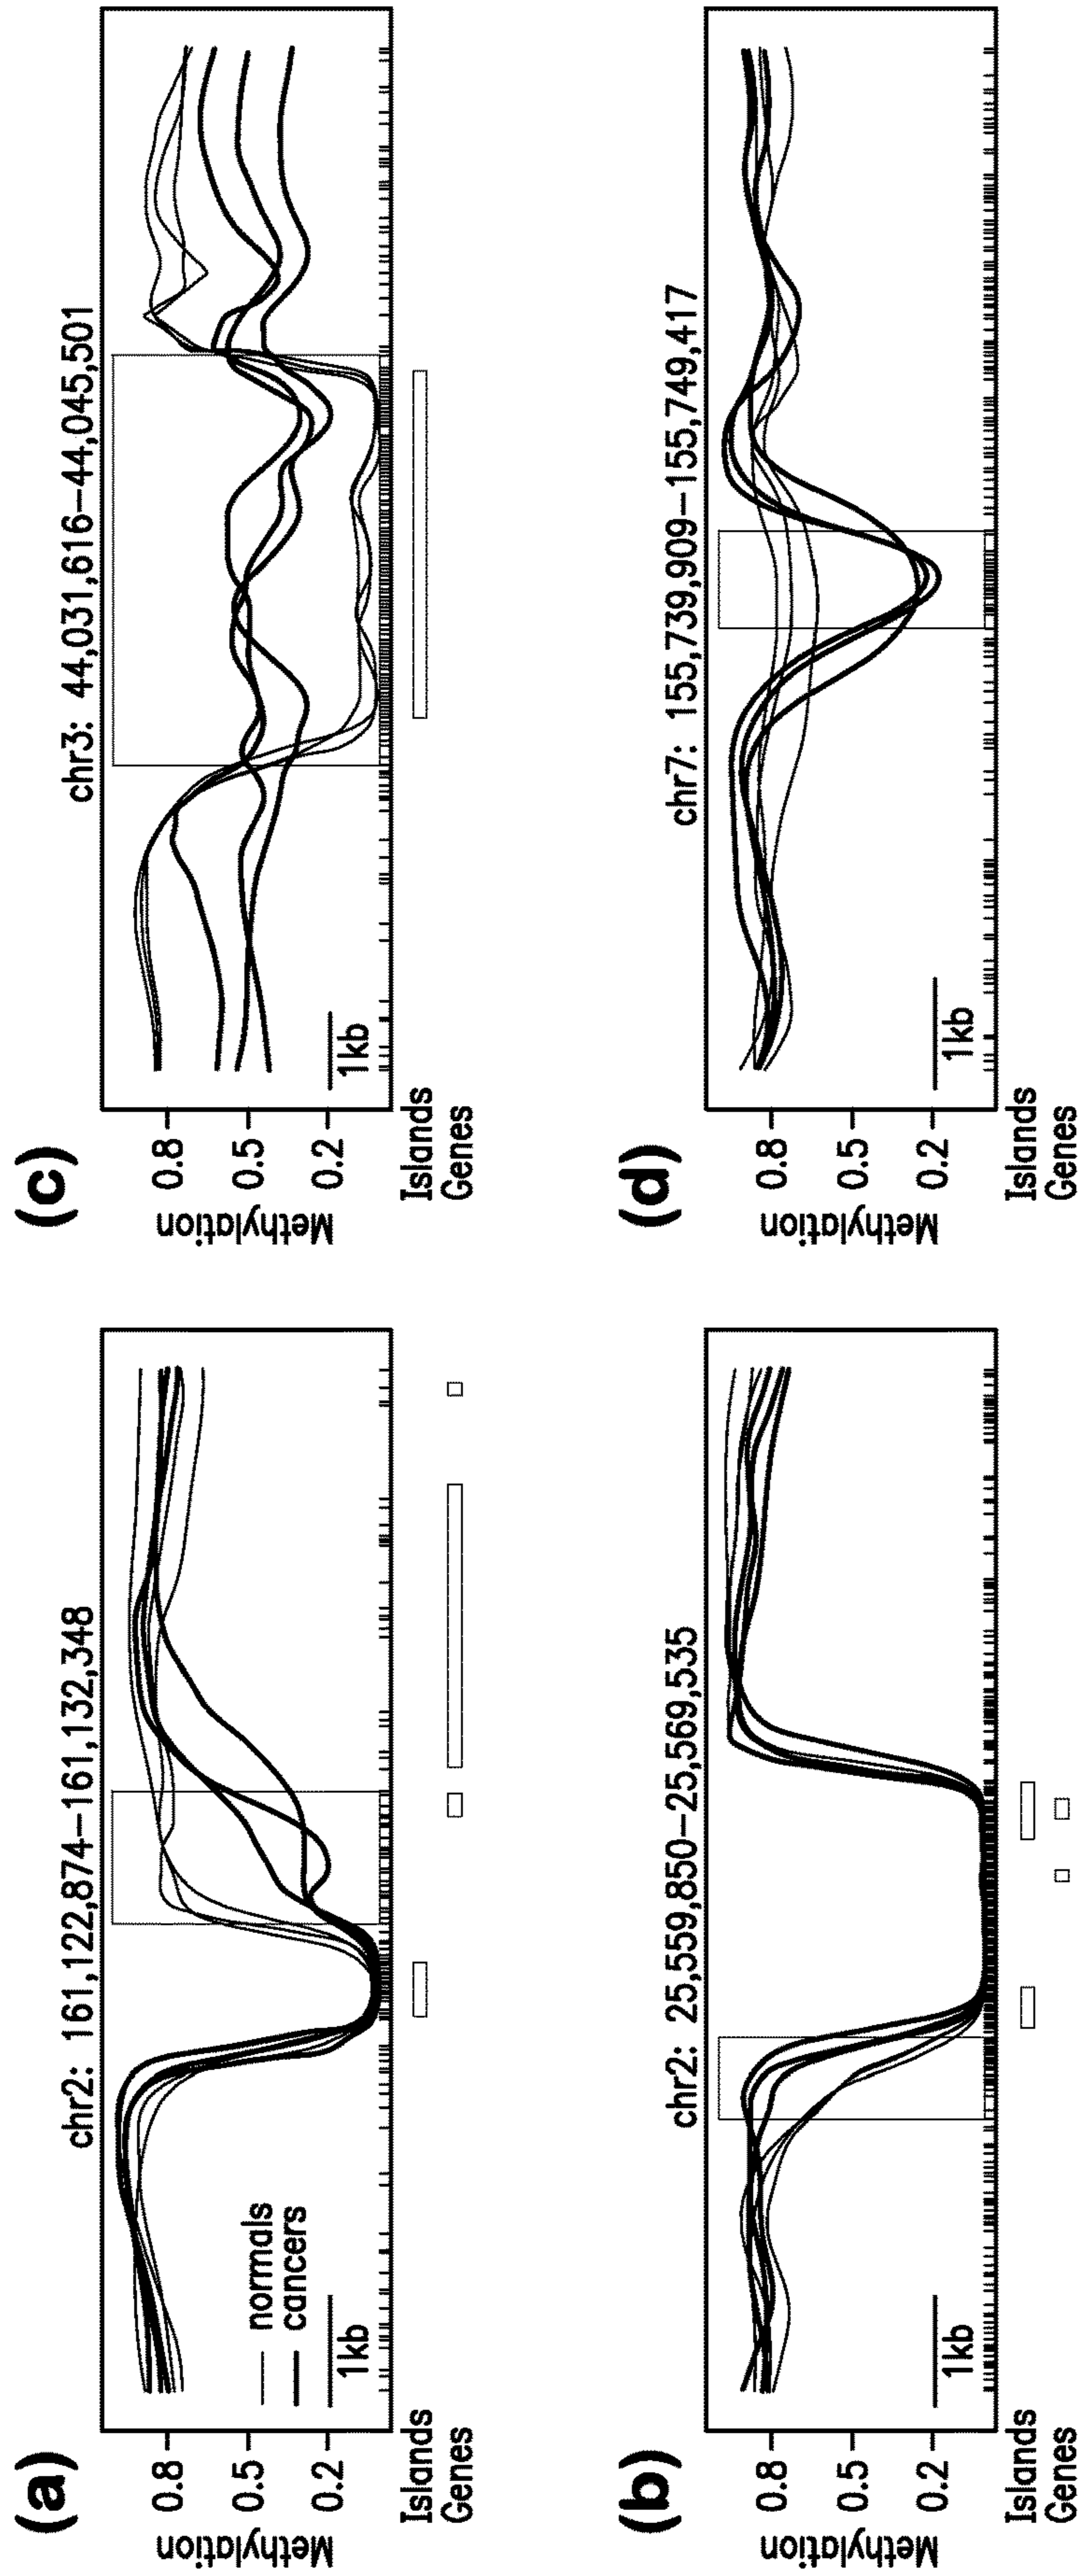 (a)
chr2: 161,122,874–161,132,348
Methylation
0.8
0.5
0.2
normals
cancers
1kb
Islands
Genes
(b)
chr2: 25,559,850–25,569,535
Methylation
0.8
0.5
0.2
1kb
Islands
Genes
(c)
chr3: 44,031,616–44,045,501
Methylation
0.8
0.5
0.2
1kb
Islands
Genes
(d)
chr7: 155,739,909–155,749,417
Methylation
0.8
0.5
0.2
1kb
Islands
Genes